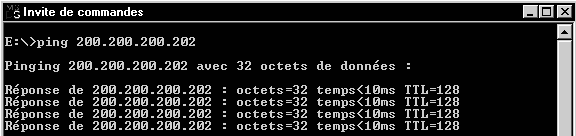 Invite de commandes
E:\>ping 200.200.200.202
Pinging 200.200.200.202 avec 32 octets de données :
Réponse de 200.200.200.202 : octets=32 temps<10ms TTL=128
Réponse de 200.200.200.202 : octets=32 temps<10ms TTL=128
Réponse de 200.200.200.202 : octets=32 temps<10ms TTL=128
Réponse de 200.200.200.202 : octets=32 temps<10ms TTL=128